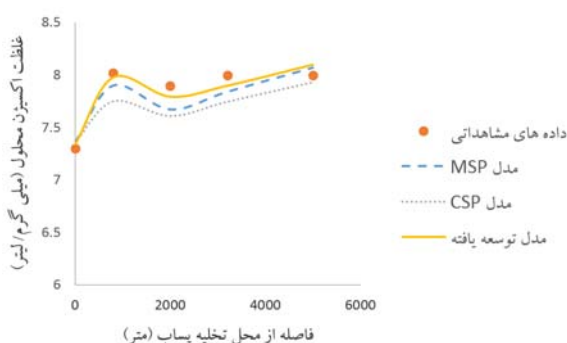 غلظت اکسیژن محلول (میلی گرم/لیتر)
8.5
8
7.5
7
6.5
6
0
2000
4000
6000
فاصله از محل تخلیه پساب (متر)
داده های مشاهداتی
مدل MSP
مدل CSP
مدل توسعه یافته